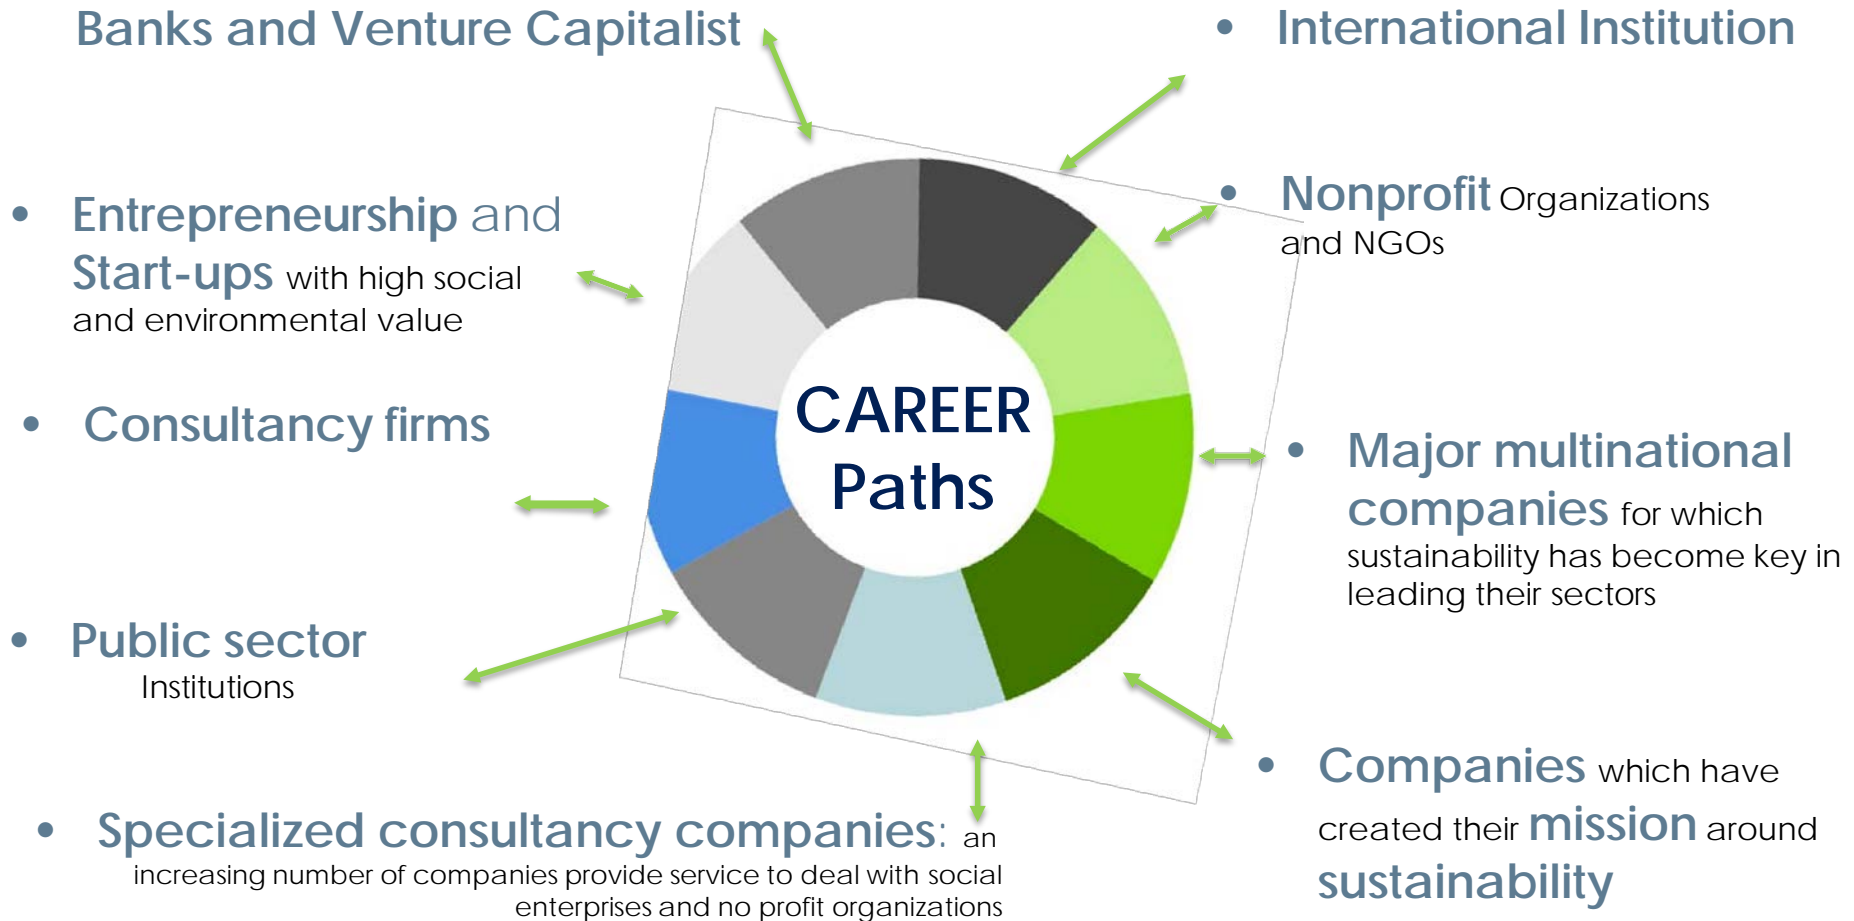 Banks and Venture Capitalist
• International Institution
• Nonprofit Organizations
and NGOs
• Entrepreneurship and
Start-ups with high social
and environmental value
• Consultancy firms
CAREER
Paths
• Major multinational
companies for which
sustainability has become key in
leading their sectors
• Public sector
Institutions
• Companies which have
created their mission around
sustainability
• Specialized consultancy companies: an
increasing number of companies provide service to deal with social
enterprises and no profit organizations